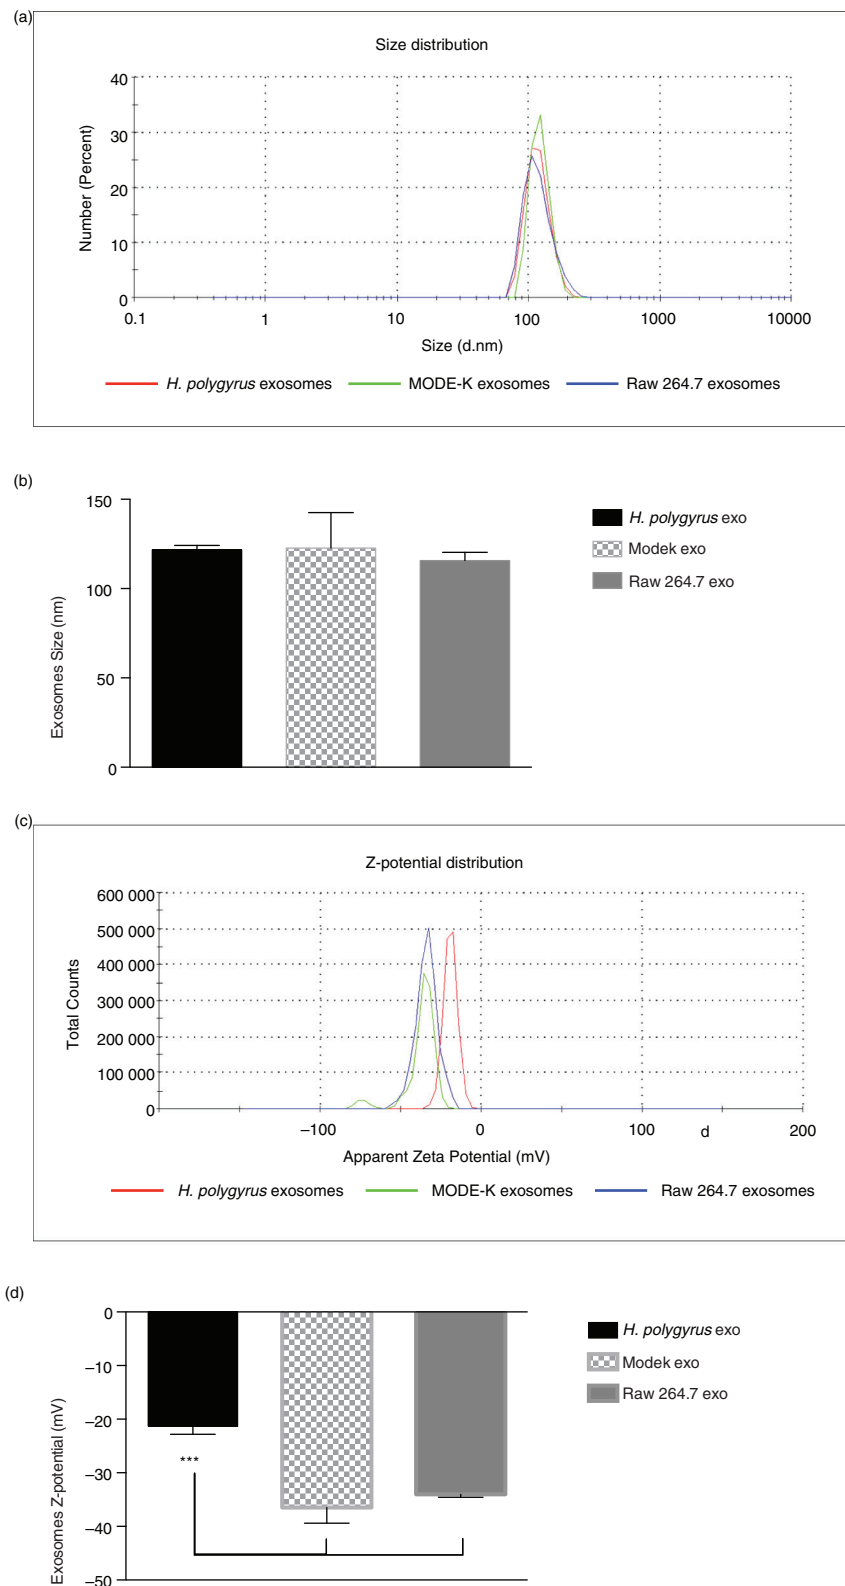 (a)
Size distribution
Number (Percent)
40
30
20
10
0
0.1 1 10 100 1000 10000
Size (d.nm)
H. polygyrus exosomes MODE-K exosomes Raw 264.7 exosomes
(b)
Exosomes Size (nm)
150
100
50
0
H. polygyrus exo
Modek exo
Raw 264.7 exo
(c)
Z-potential distribution
Total Counts
600 000
500 000
400 000
300 000
200 000
100 000
0
–100 0 100 d 200
Apparent Zeta Potential (mV)
H. polygyrus exosomes MODE-K exosomes Raw 264.7 exosomes
(d)
Exosomes Z-potential (mV)
0
–10
–20
–30
–40
–50
***
H. polygyrus exo
Modek exo
Raw 264.7 exo